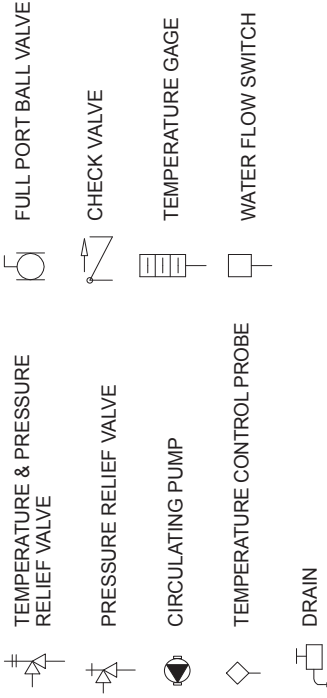 TEMPERATURE & PRESSURE
RELIEF VALVE
PRESSURE RELIEF VALVE
CIRCULATING PUMP
TEMPERATURE CONTROL PROBE
DRAIN
FULL PORT BALL VALVE
CHECK VALVE
TEMPERATURE GAGE
WATER FLOW SWITCH